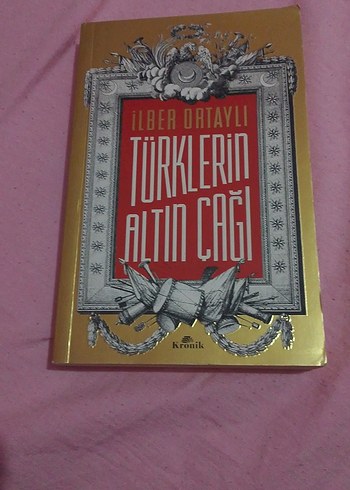 İLBER ORTAYLI
TÜRKLERİN
ALTIN ÇAĞI
Kronik